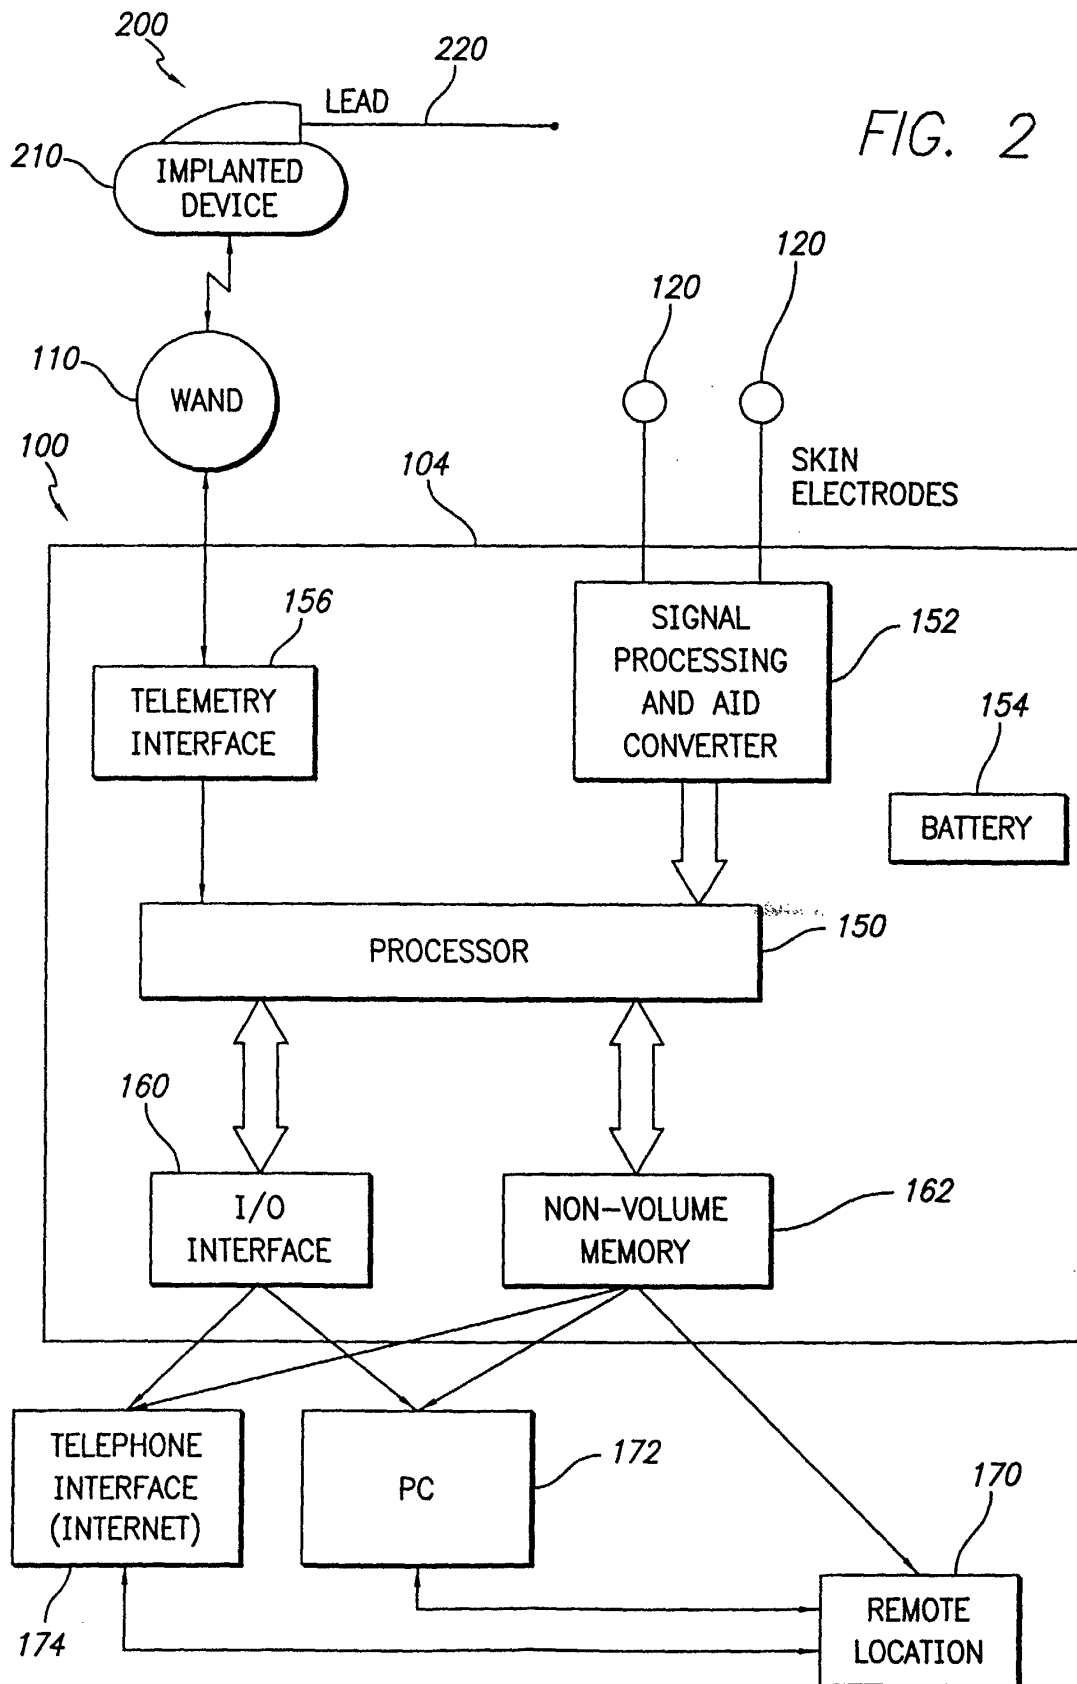 200
220
LEAD
FIG. 2
210
IMPLANTED
DEVICE
120
120
110
WAND
100
104
SKIN
ELECTRODES
156
SIGNAL
PROCESSING
AND AID
CONVERTER
152
TELEMETRY
INTERFACE
154
BATTERY
PROCESSOR
150
160
I/O
INTERFACE
NON-VOLUME
MEMORY
162
TELEPHONE
INTERFACE
(INTERNET)
PC
172
170
174
REMOTE
LOCATION